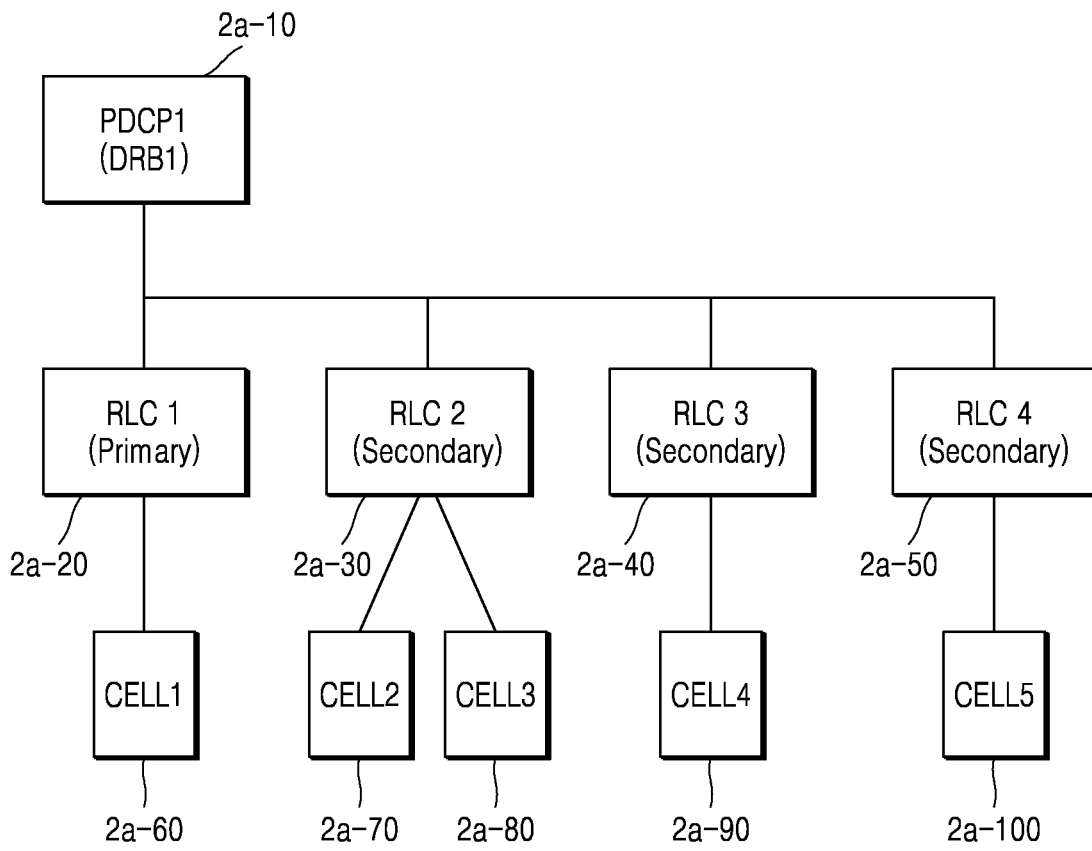 2a-10
PDCP1
(DRB1)
RLC 1
(Primary)
RLC 2
(Secondary)
RLC 3
(Secondary)
RLC 4
(Secondary)
2a-20
2a-30
2a-40
2a-50
CELL1
CELL2
CELL3
CELL4
CELL5
2a-60
2a-70
2a-80
2a-90
2a-100